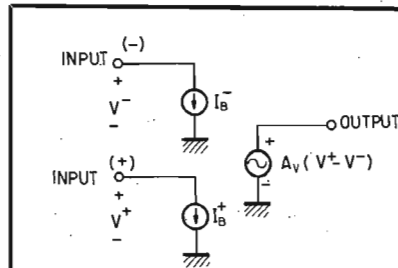 INPUT (-)
+
V⁻
-
I_B⁻
OUTPUT
+
A_V (V⁺- V⁻)
-
INPUT (+)
+
V⁺
-
I_B⁺